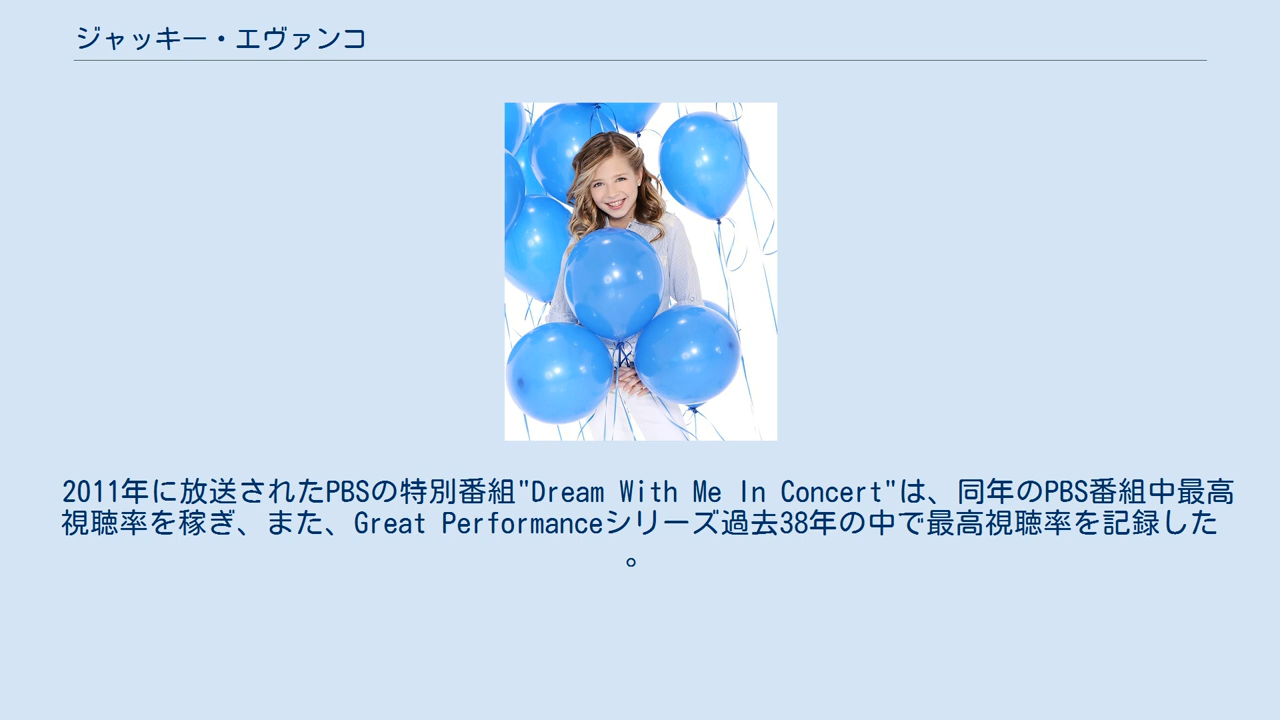 ジャッキー・エヴァンコ
2011年に放送されたPBSの特別番組"Dream With Me In Concert"は、同年のPBS番組中最高
視聴率を稼ぎ、また、Great Performanceシリーズ過去38年の中で最高視聴率を記録した
。